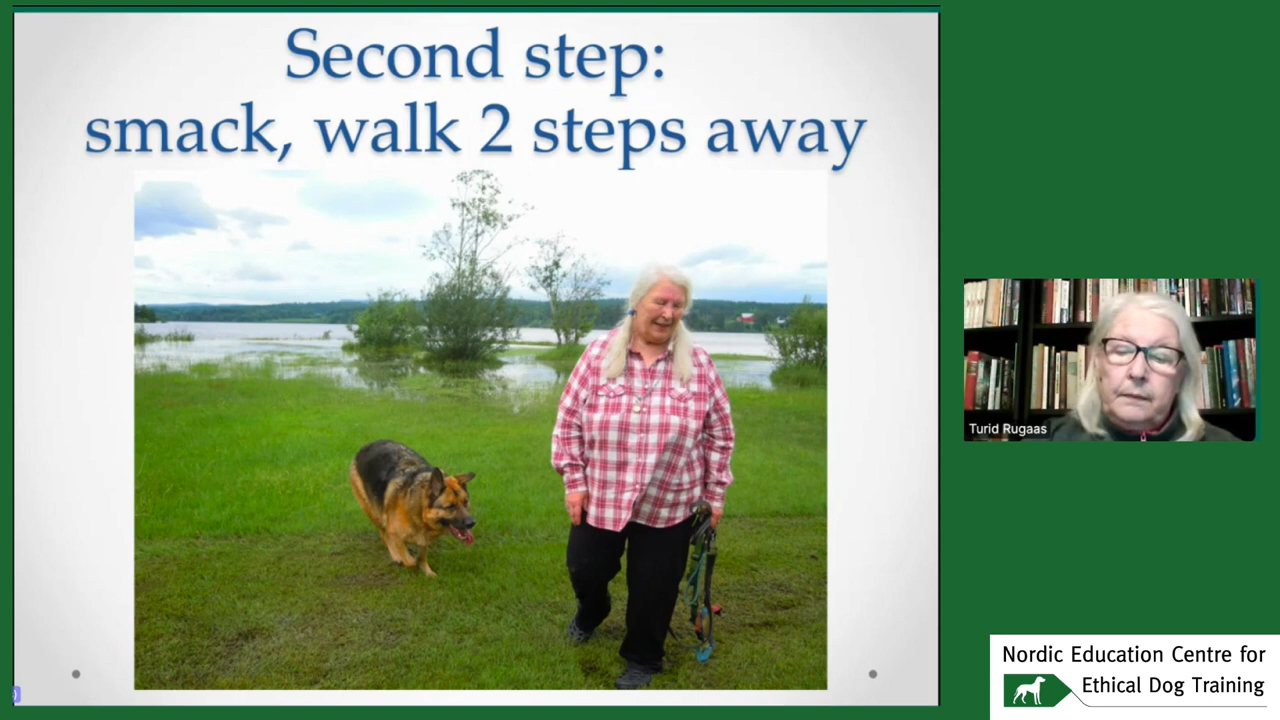 Second step:
smack, walk 2 steps away
Turid Rugaas
Nordic Education Centre for
Ethical Dog Training